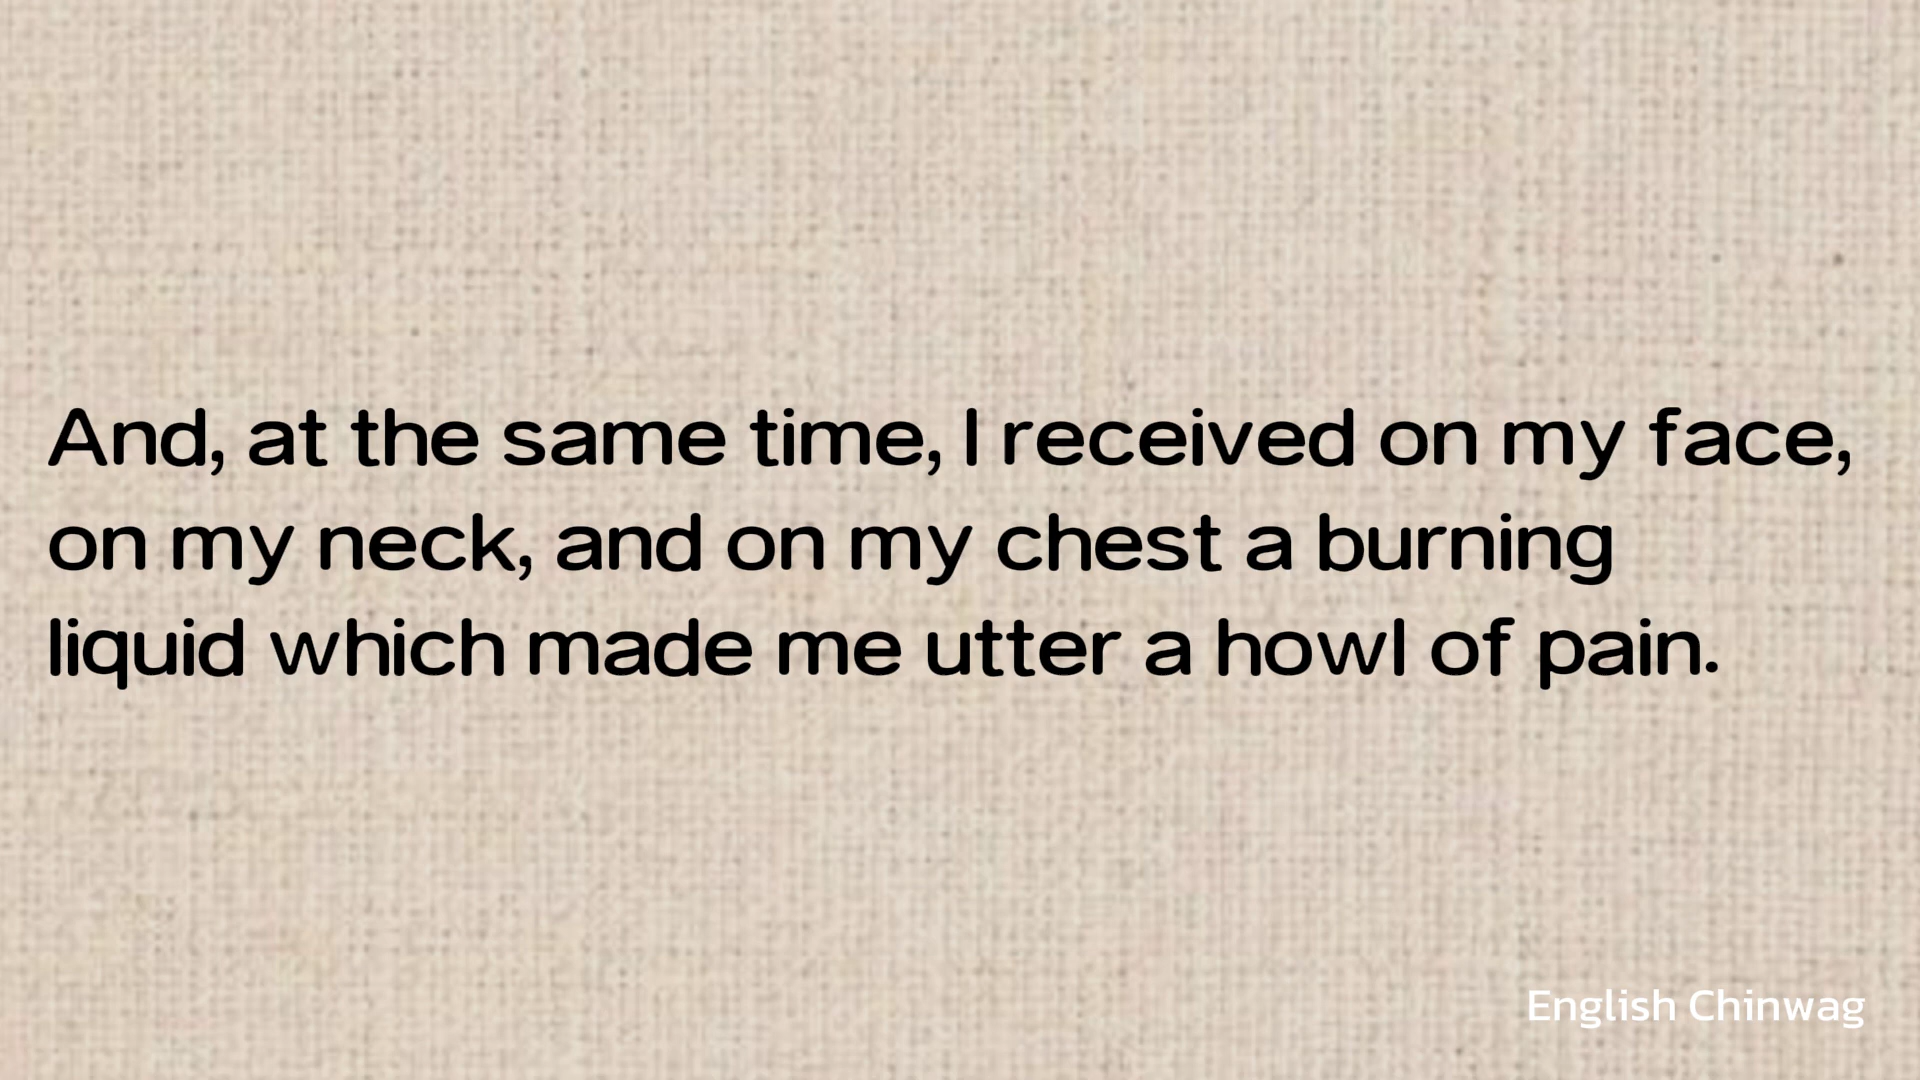 And, at the same time, I received on my face,
on my neck, and on my chest a burning
liquid which made me utter a howl of pain.
English Chinwag